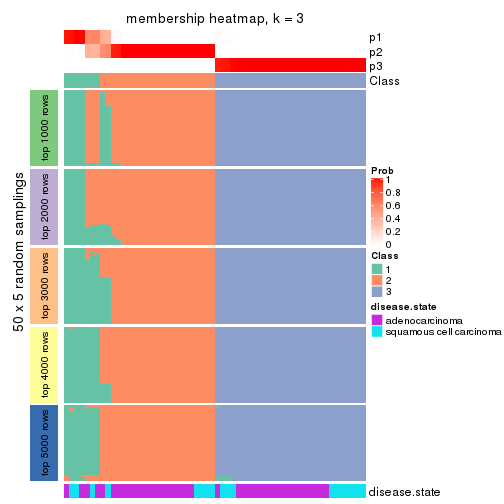 membership heatmap, k = 3
p1
p2
p3
Class
50 x 5 random samplings
top 1000 rows
top 2000 rows
top 3000 rows
top 4000 rows
top 5000 rows
Prob
1
0.8
0.6
0.4
0.2
0
Class
1
2
3
disease.state
adenocarcinoma
squamous cell carcinoma
disease.state